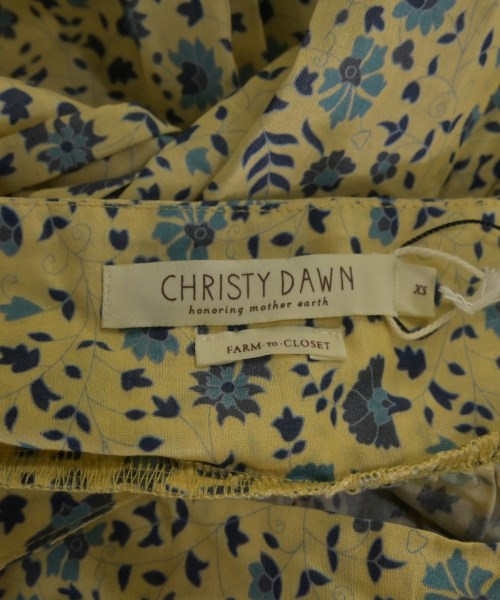 CHRISTY DAWN
honoring mother earth
XS
FARM·TO·CLOSET